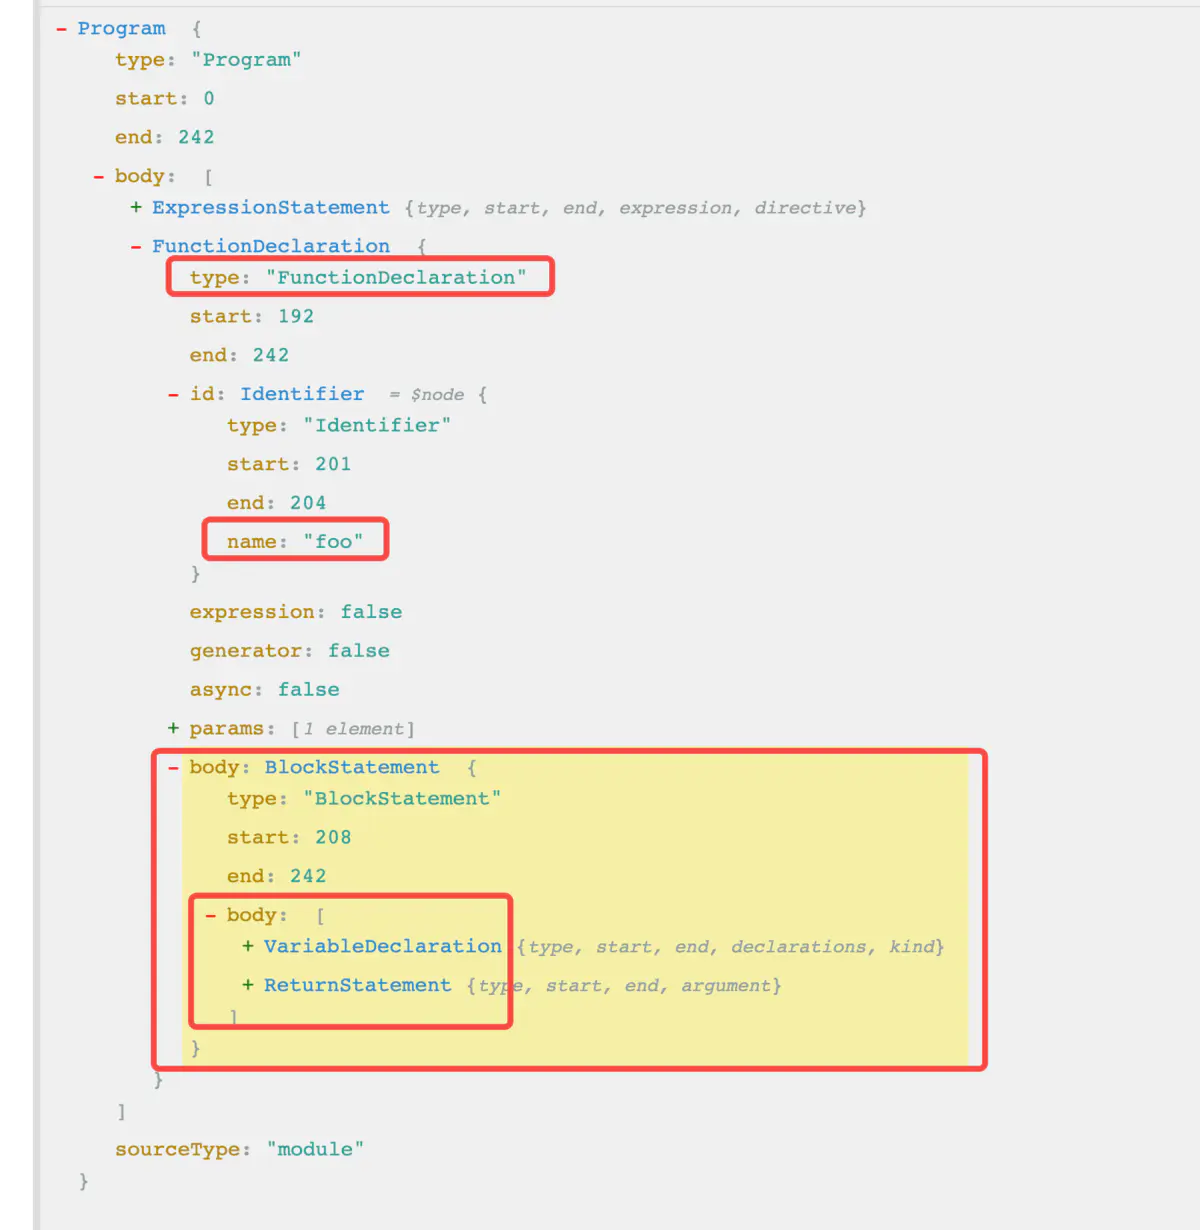 - Program {
type: "Program"
start: 0
end: 242
- body: [
+ ExpressionStatement {type, start, end, expression, directive}
- FunctionDeclaration {
type: "FunctionDeclaration"
start: 192
end: 242
- id: Identifier = $node {
type: "Identifier"
start: 201
end: 204
name: "foo"
}
expression: false
generator: false
async: false
+ params: [1 element]
- body: BlockStatement {
type: "BlockStatement"
start: 208
end: 242
- body: [
+ VariableDeclaration {type, start, end, declarations, kind}
+ ReturnStatement {type, start, end, argument}
]
}
}
]
sourceType: "module"
}